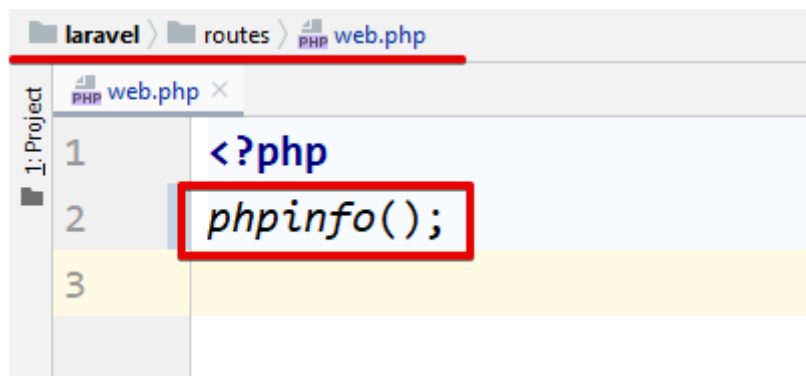 laravel routes PHP web.php
PHP web.php
1: Project
1 <?php
2 phpinfo();
3